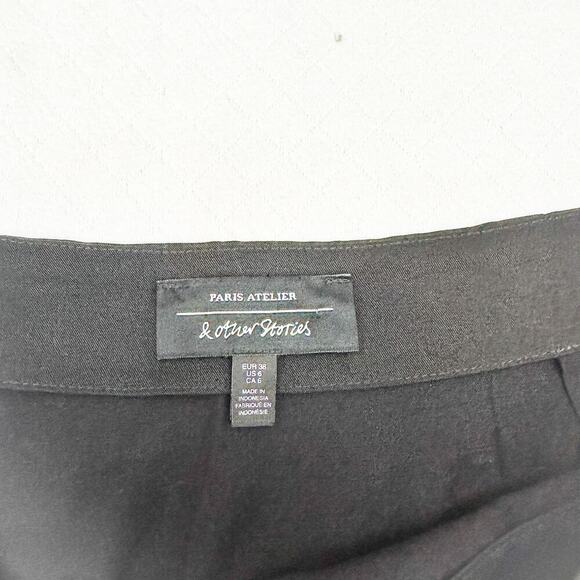 PARIS ATELIER
& other Stories
EUR 38
US 6
CA 6
MADE IN
INDONESIA
FABRIQUÉ EN
INDONÉSIE